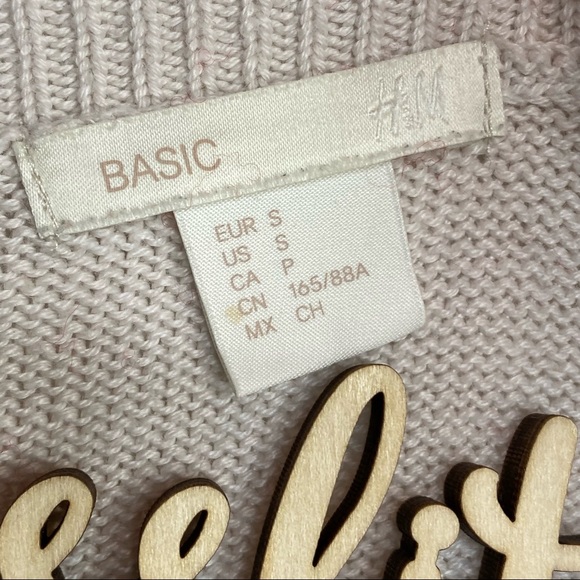 BASIC H&M
EUR S
US S
CA P
CN 165/88A
MX CH